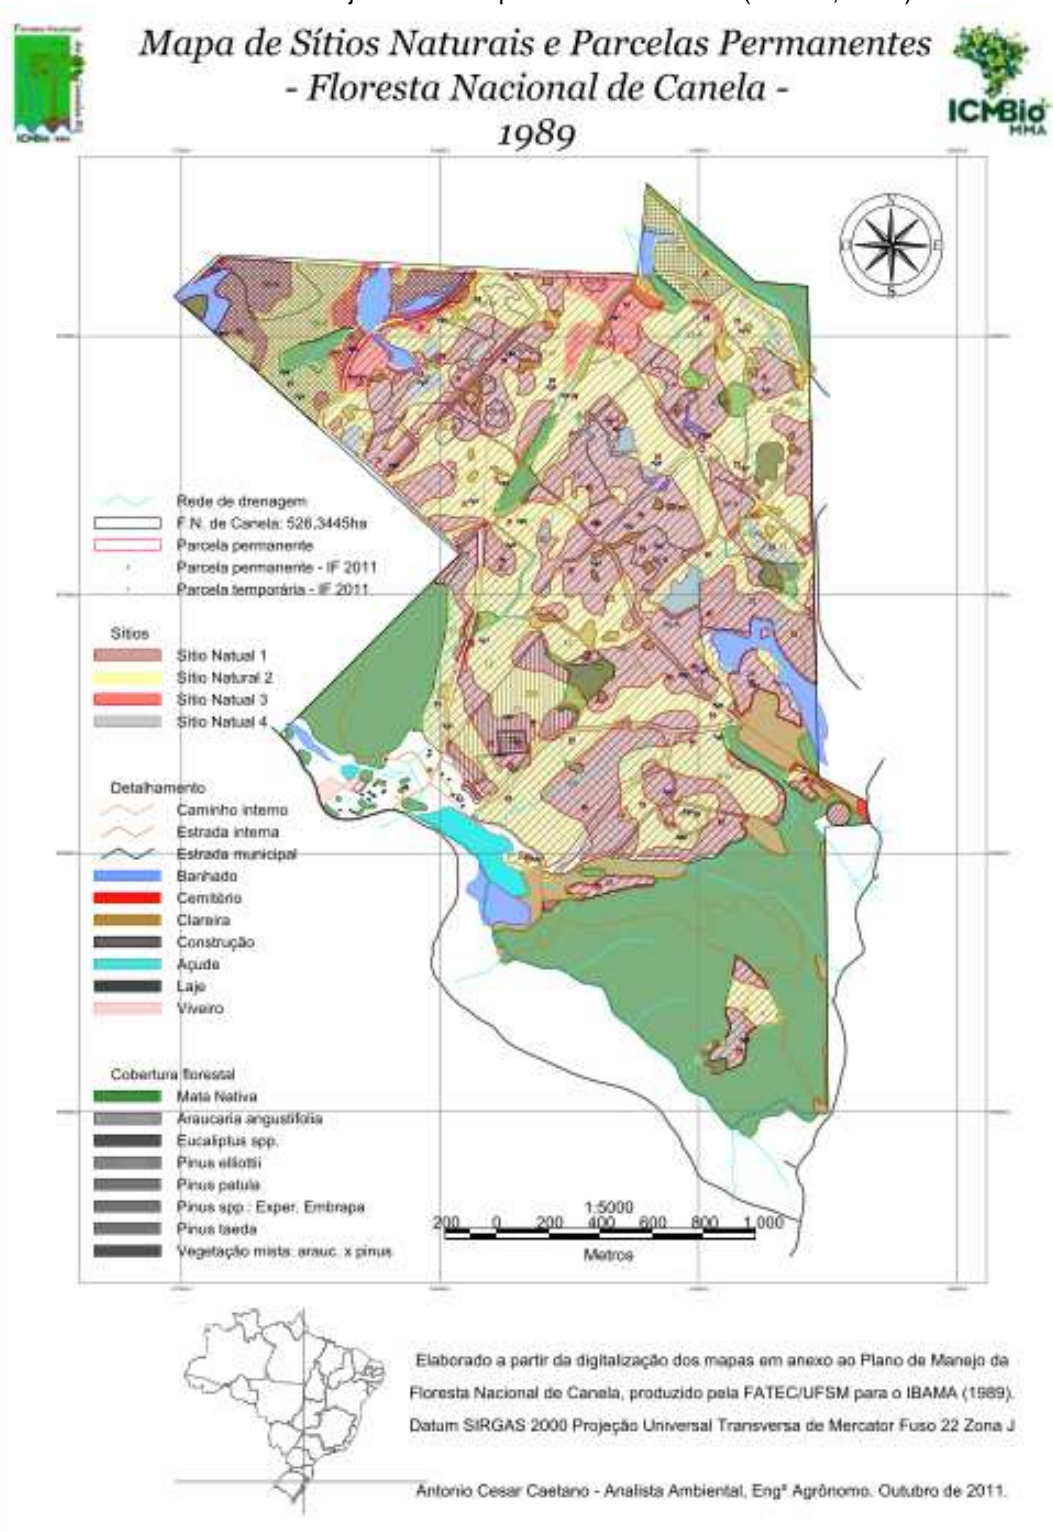 Mapa de Sítios Naturais e Parcelas Permanentes
- Floresta Nacional de Canela -
1989
ICMBio
ICMBio
MMA
N
E
S
Rede de drenagem
F.N. de Canela: 526,3445ha
Parcela permanente
Parcela permanente - IF 2011
Parcela temporária - IF 2011
Sítios
Sítio Natual 1
Sítio Natural 2
Sítio Natual 3
Sítio Natual 4
Detalhamento
Caminho interno
Estrada interna
Estrada municipal
Banhado
Cemitério
Clareira
Construção
Açude
Laje
Viveiro
Cobertura florestal
Mata Nativa
Araucaria angustifolia
Eucaliptus spp.
Pinus elliottii
Pinus patula
Pinus spp.: Exper. Embrapa
Pinus taeda
Vegetação mista: arauc. x pinus
1:5000
200 0 200 400 600 800 1.000
Metros
Elaborado a partir da digitalização dos mapas em anexo ao Plano de Manejo da
Floresta Nacional de Canela, produzido pela FATEC/UFSM para o IBAMA (1989).
Datum SIRGAS 2000 Projeção Universal Transversa de Mercator Fuso 22 Zona J
Antonio Cesar Caetano - Analista Ambiental, Engº Agrônomo. Outubro de 2011.